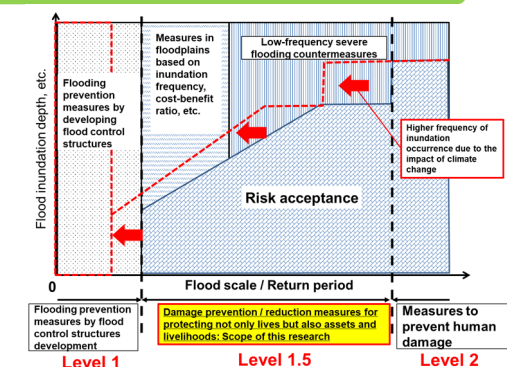 Measures in
floodplains
based on
inundation
frequency,
cost-benefit
ratio, etc.
Low-frequency severe
flooding countermeasures
Flooding
prevention
measures by
developing
flood control
structures
Flood inundation depth, etc.
Higher frequency of
inundation
occurrence due to the
impact of climate
change
Risk acceptance
0
Flood scale / Return period
Flooding prevention
measures by flood
control structures
development
Damage prevention / reduction measures for
protecting not only lives but also assets and
livelihoods: Scope of this research
Measures to
prevent human
damage
Level 1
Level 1.5
Level 2